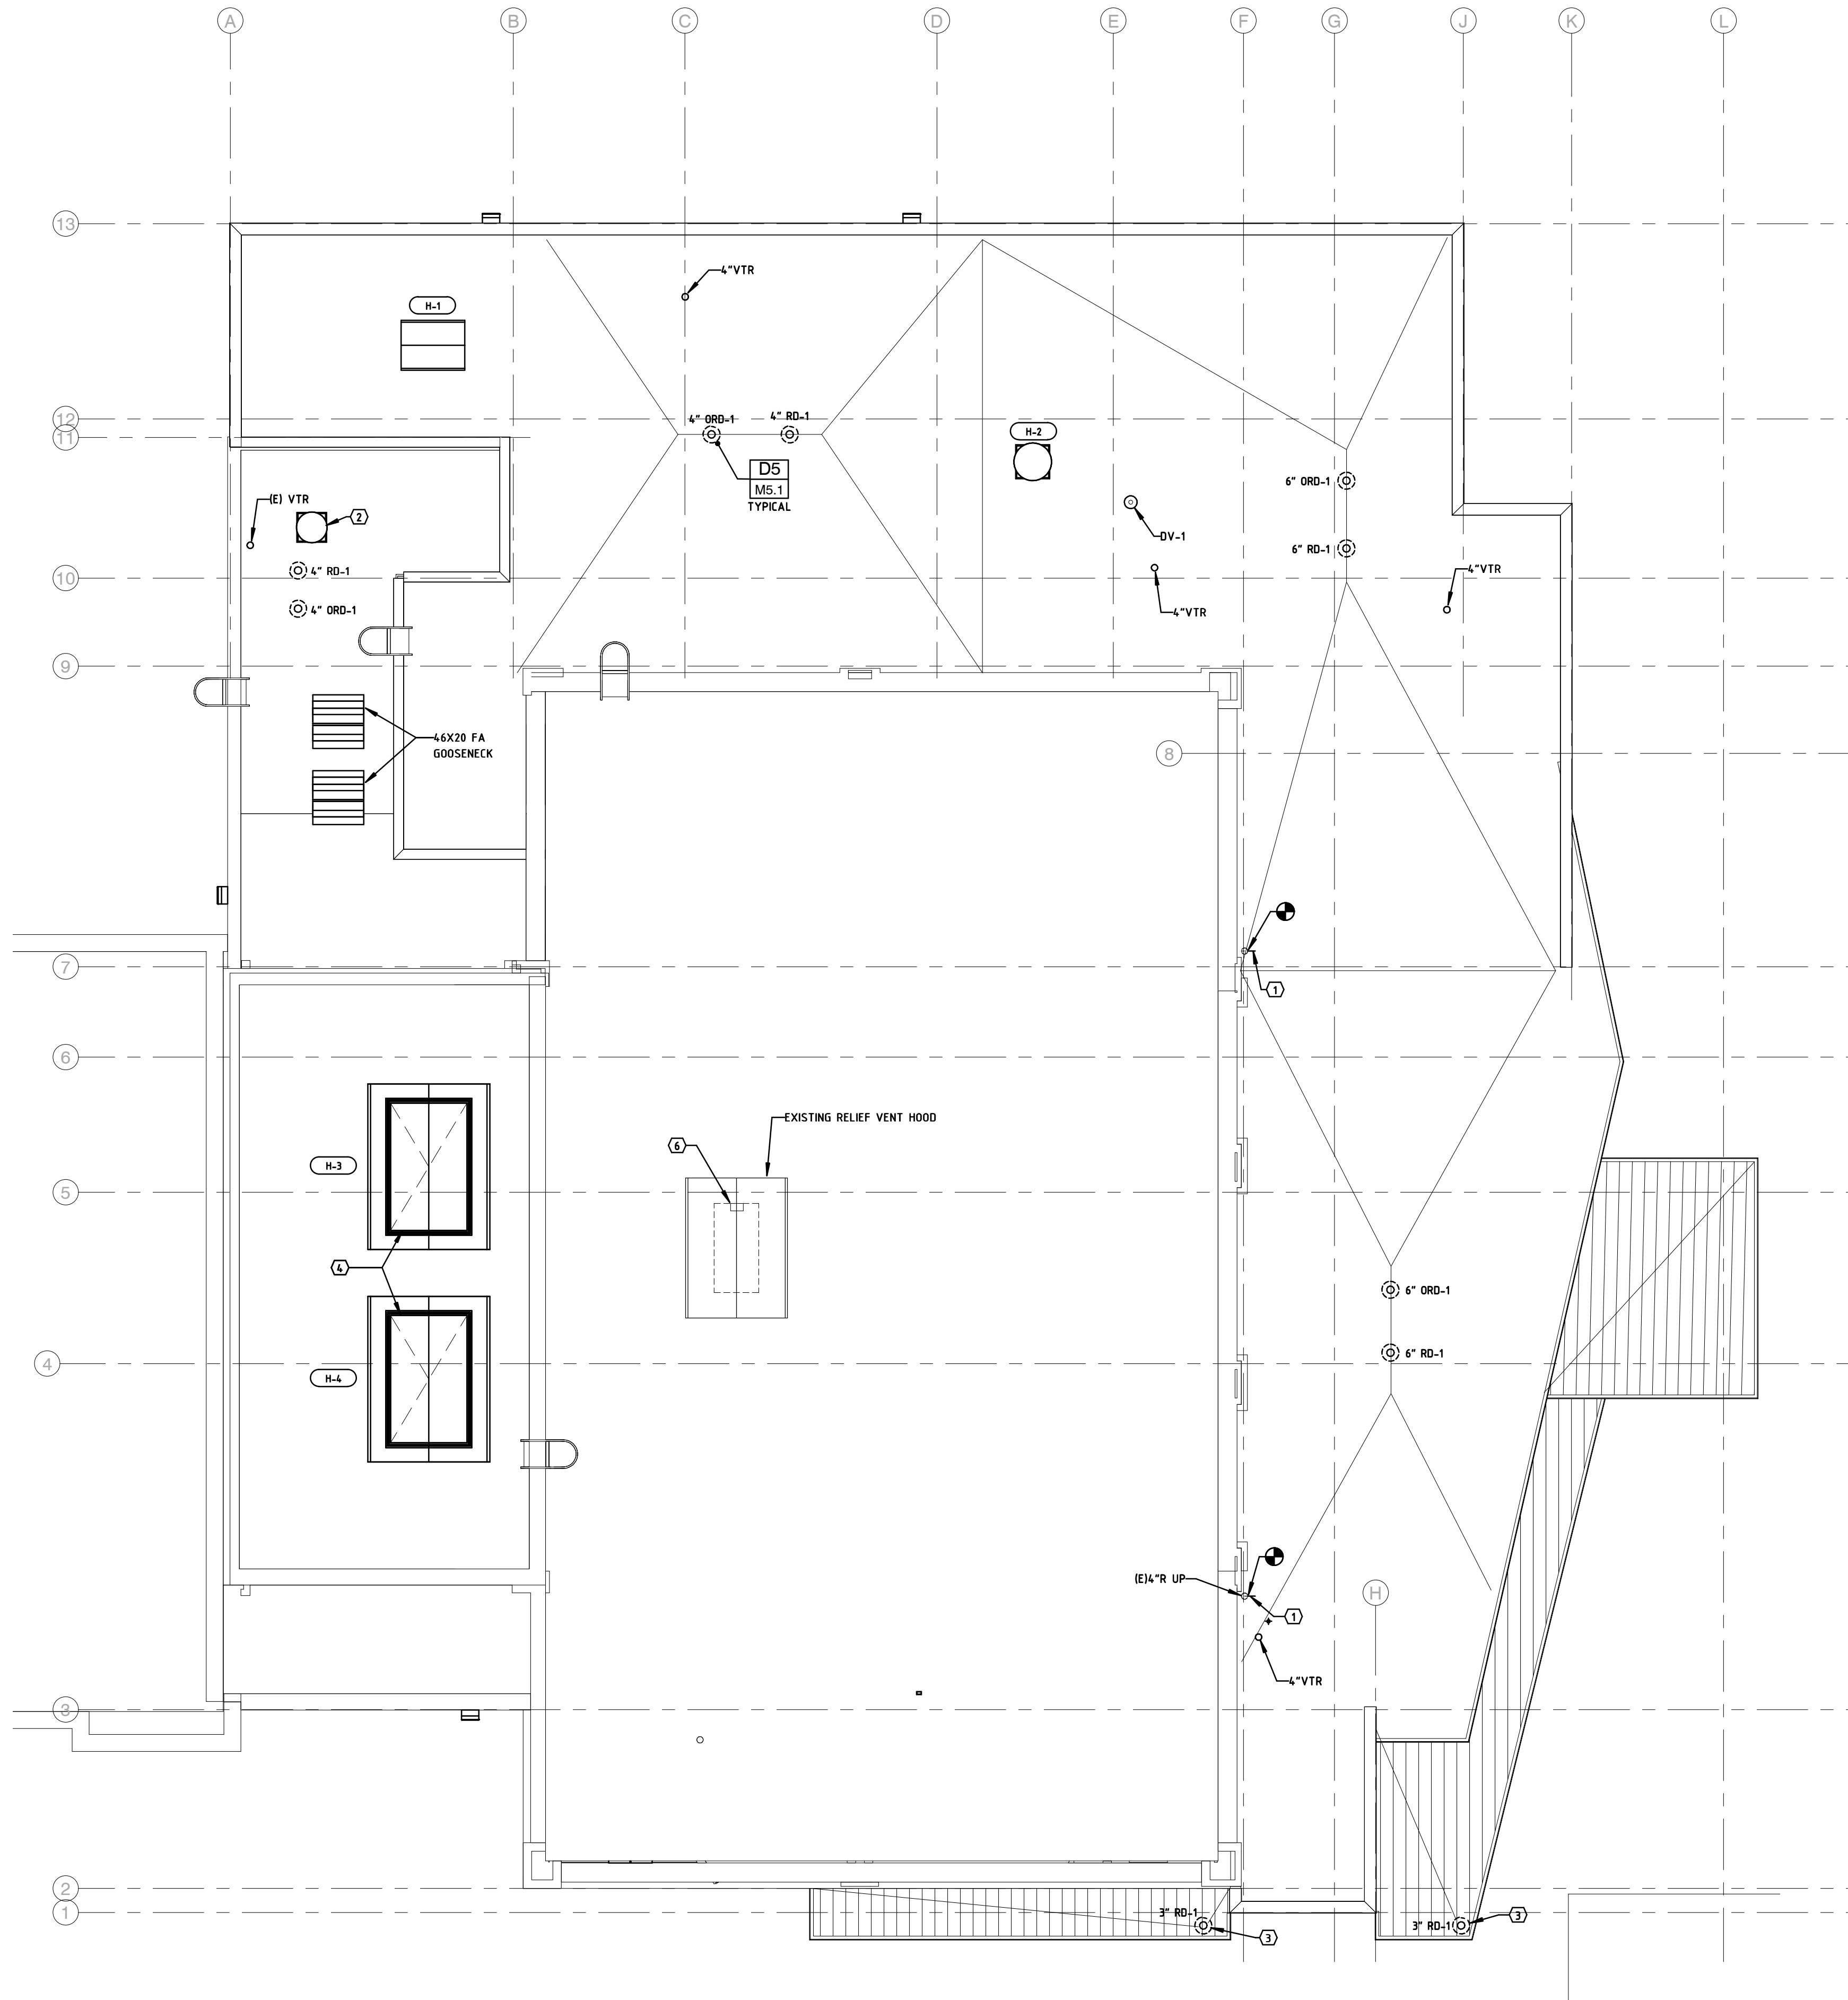 A
B
C
D
E
F
G
J
K
L
13
4"VTR
H-1
12
4" ORD-1
4" RD-1
11
H-2
D5
M5.1
TYPICAL
6" ORD-1
(E) VTR
2
DV-1
6" RD-1
4" RD-1
4"VTR
10
4" ORD-1
4"VTR
9
46X20 FA
GOOSENECK
8
7
1
6
EXISTING RELIEF VENT HOOD
6
H-3
5
4
6" ORD-1
6" RD-1
4
H-4
(E)4"R UP
H
1
4"VTR
3
2
1
3" RD-1
3
3" RD-1
3